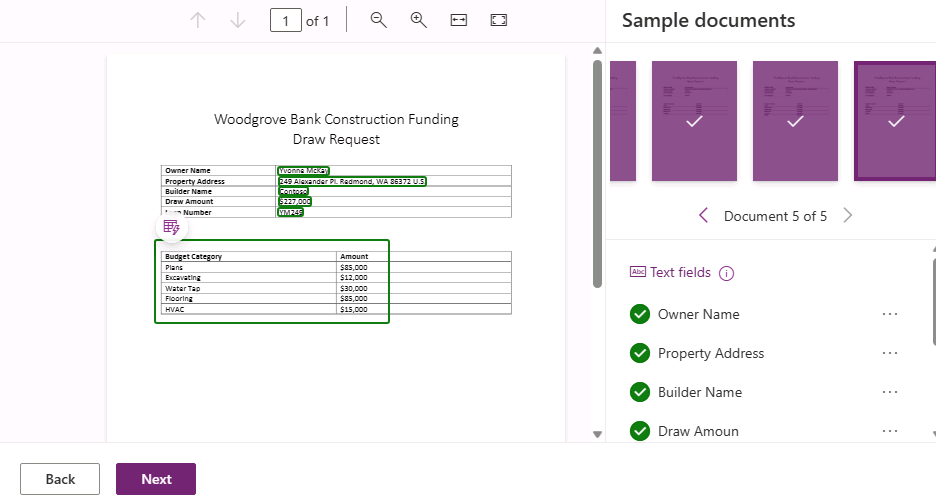 1 of 1
Sample documents
Woodgrove Bank Construction Funding
Draw Request
Owner Name Yvonne McKay
Property Address 249 Alexander Pl. Redmond, WA 86372 U.S
Builder Name Contoso
Draw Amount $227,000
Number YM249
Budget Category Amount
Plans $85,000
Excavating $12,000
Water Tap $30,000
Flooring $85,000
HVAC $15,000
Document 5 of 5
Abc Text fields
Owner Name ...
Property Address ...
Builder Name ...
Draw Amoun ...
Back Next